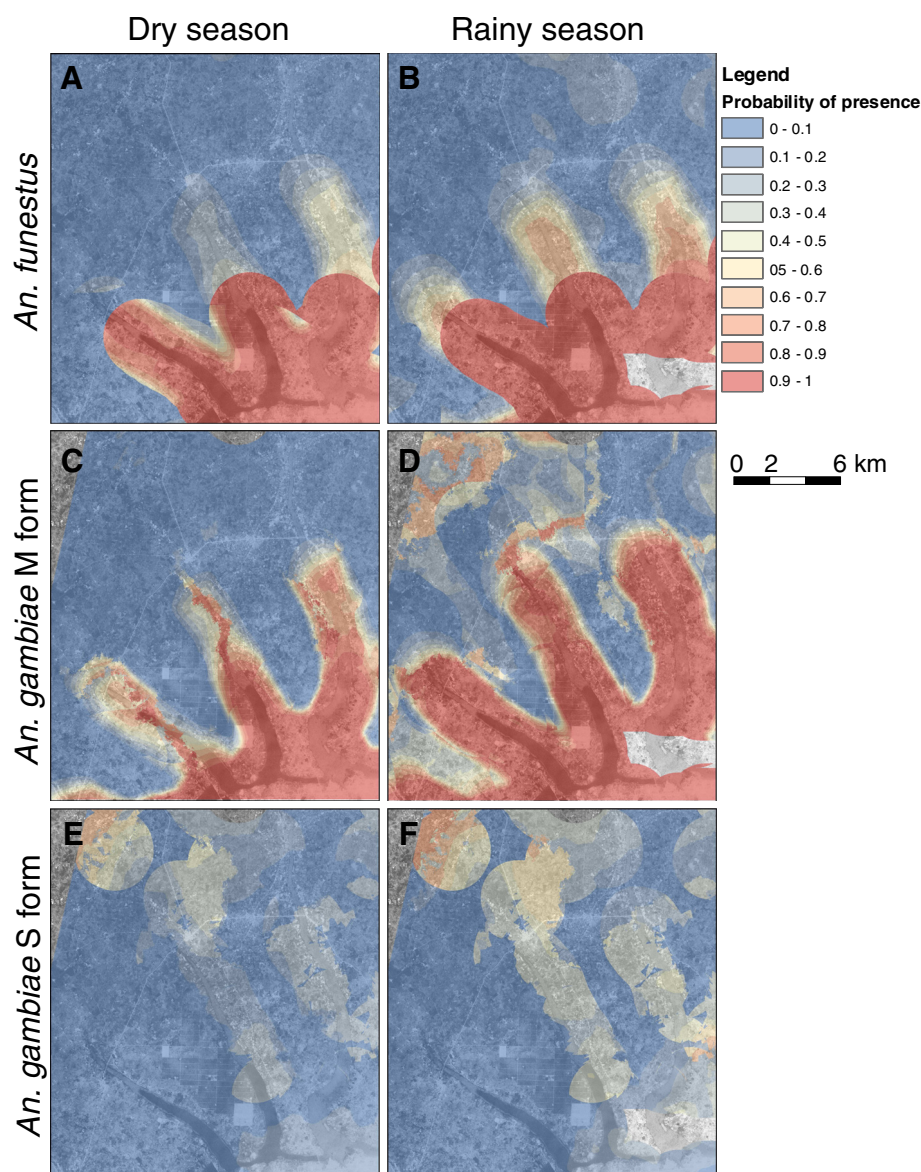 Dry season
Rainy season
A
B
Legend
Probability of presence
0 - 0.1
0.1 - 0.2
0.2 - 0.3
0.3 - 0.4
0.4 - 0.5
05 - 0.6
0.6 - 0.7
0.7 - 0.8
0.8 - 0.9
0.9 - 1
An. funestus
C
D
0 2 6 km
An. gambiae M form
E
F
An. gambiae S form